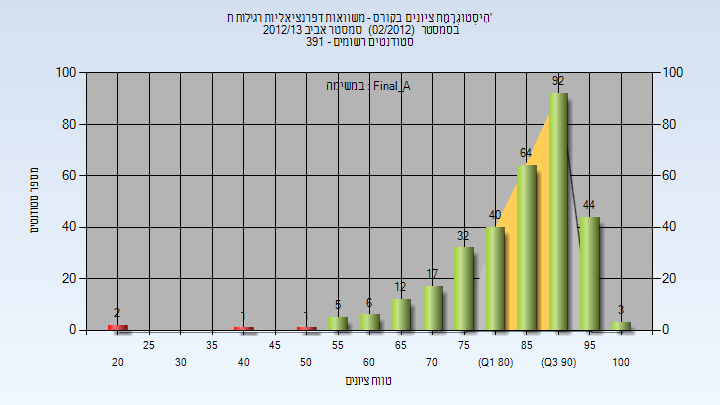 היסטוגרמת ציונים בקורס - משוואות דפרנציאליות רגילות ת'
בסמסטר (02/2012) סמסטר אביב 2012/13
סטודנטים רשומים - 391
במשימה : Final_A
100 100
80 80
60 60
40 40
20 20
0 0
2 1 1 5 6 12 17 32 40 64 92 44 3
מספר סטודנטים
25 35 45 55 65 75 85 95
20 30 40 50 60 70 (Q1 80) (Q3 90) 100
טווח ציונים